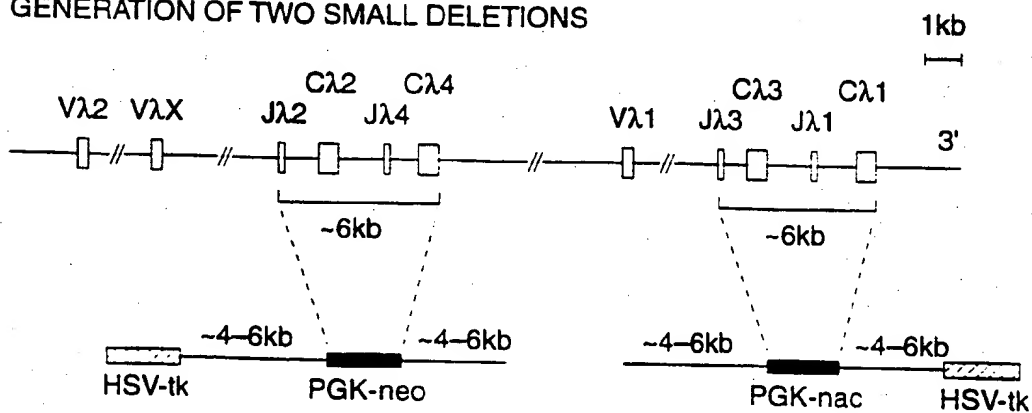 GENERATION OF TWO SMALL DELETIONS
1kb
Vλ2 VλX Jλ2 Cλ2 Jλ4 Cλ4 Vλ1 Jλ3 Cλ3 Jλ1 Cλ1 3'
~6kb ~6kb
~4–6kb ~4–6kb ~4–6kb ~4–6kb
HSV-tk PGK-neo PGK-nac HSV-tk